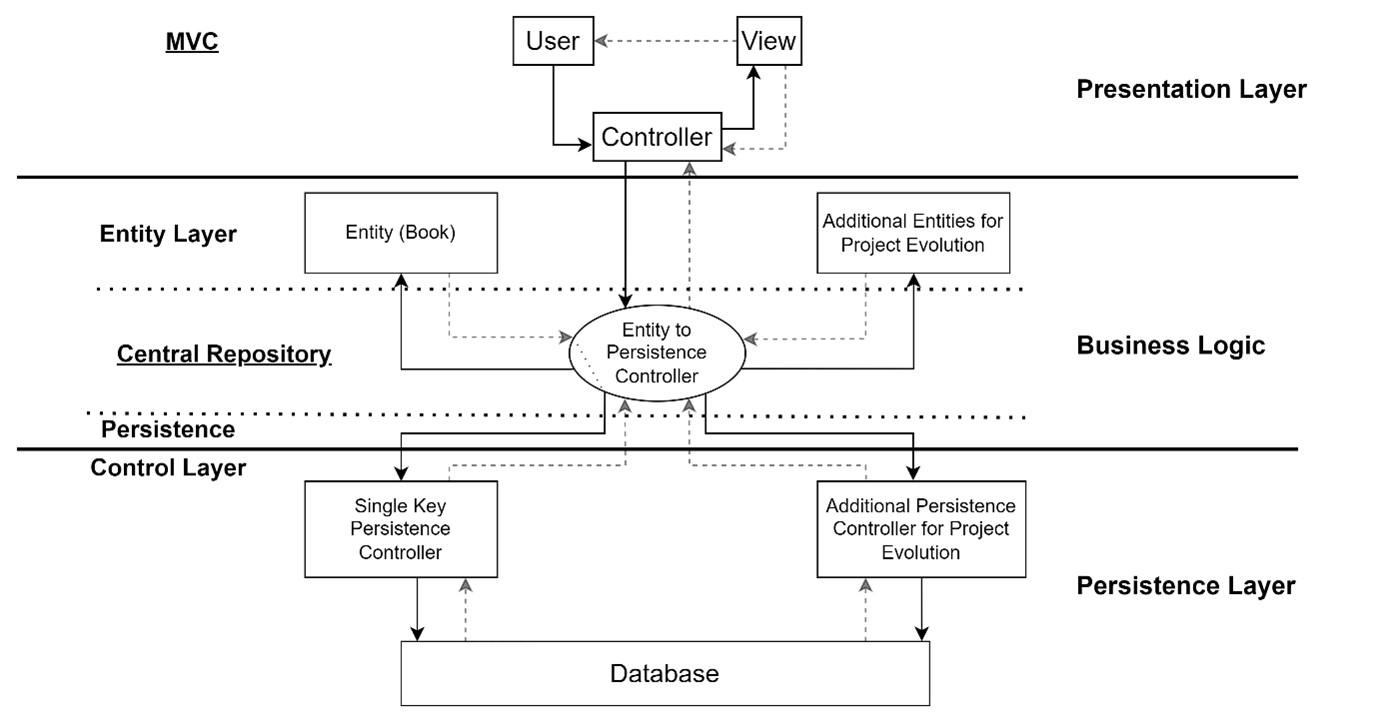 MVC
User
View
Presentation Layer
Controller
Entity Layer
Entity (Book)
Additional Entities for
Project Evolution
Central Repository
Entity to
Persistence
Controller
Business Logic
Persistence
Control Layer
Single Key
Persistence
Controller
Additional Persistence
Controller for Project
Evolution
Persistence Layer
Database